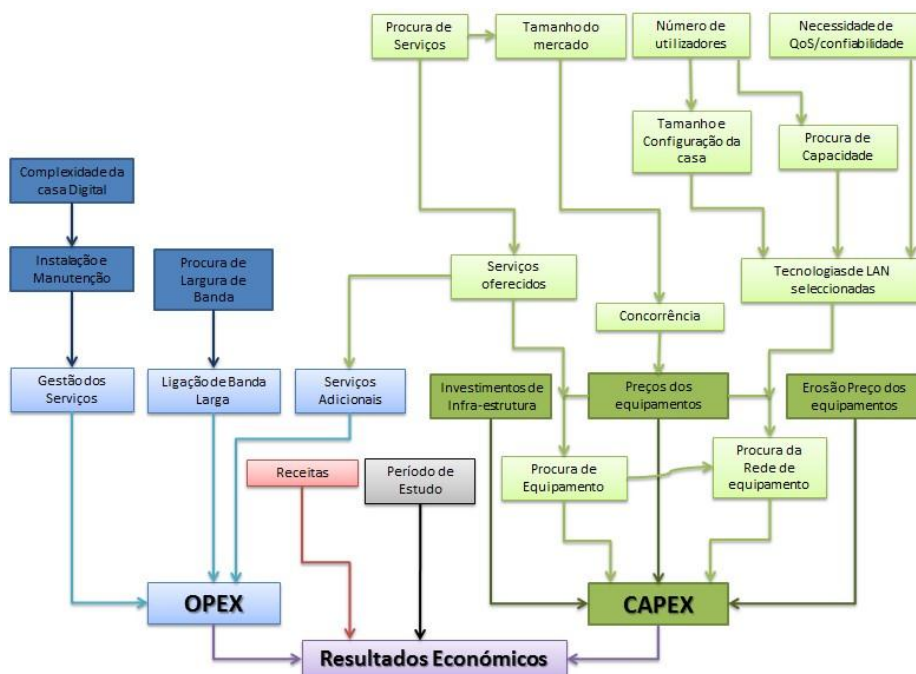 Procura de
Serviços
Tamanho do
mercado
Número de
utilizadores
Necessidade de
QoS/confiabilidade
Tamanho e
Configuração da
casa
Procura de
Capacidade
Complexidade da
casa Digital
Instalação e
Manutenção
Procura de
Largura de
Banda
Serviços
oferecidos
Tecnologias de LAN
seleccionadas
Concorrência
Gestão dos
Serviços
Ligação de Banda
Larga
Serviços
Adicionais
Investimentos de
Infra-estrutura
Preços dos
equipamentos
Erosão Preço dos
equipamentos
Receitas
Período de
Estudo
Procura de
Equipamento
Procura da
Rede de
equipamento
OPEX
CAPEX
Resultados Económicos